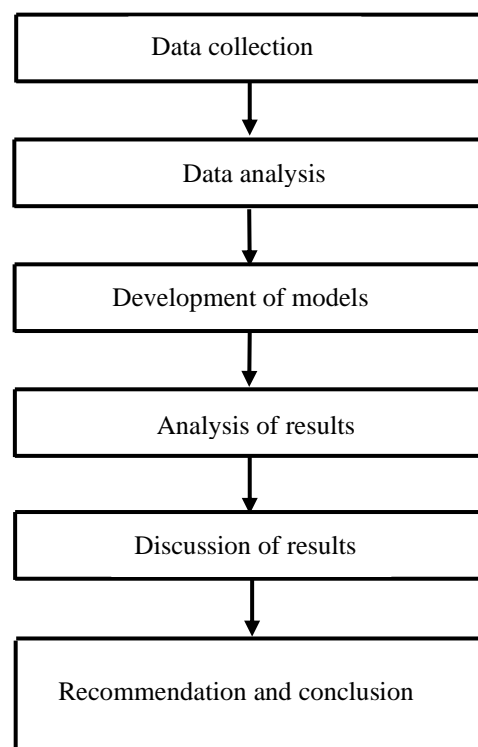 Data collection
Data analysis
Development of models
Analysis of results
Discussion of results
Recommendation and conclusion